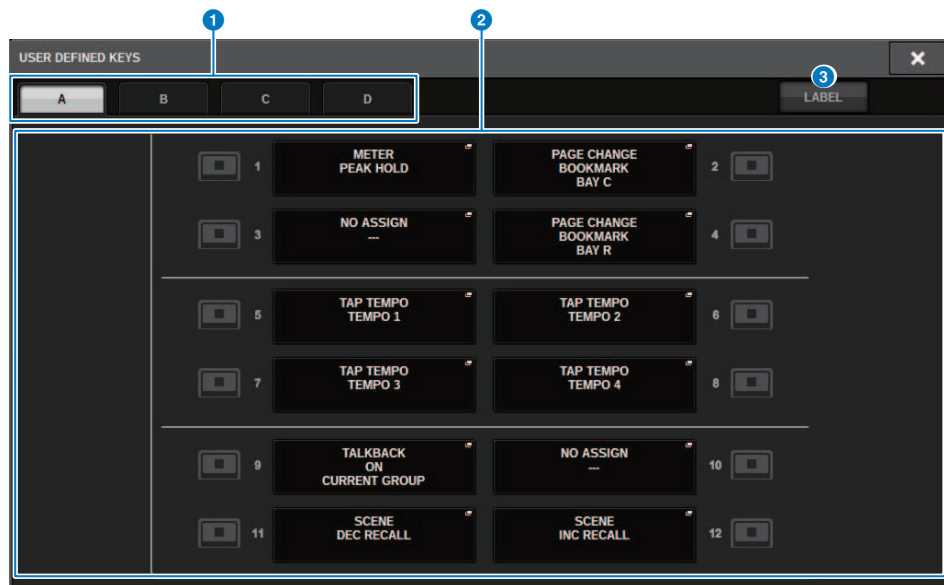 1
2
USER DEFINED KEYS
×
A
B
C
D
3
LABEL
1
METER
PEAK HOLD
PAGE CHANGE
BOOKMARK
BAY C
2
3
NO ASSIGN
---
PAGE CHANGE
BOOKMARK
BAY R
4
5
TAP TEMPO
TEMPO 1
TAP TEMPO
TEMPO 2
6
7
TAP TEMPO
TEMPO 3
TAP TEMPO
TEMPO 4
8
9
TALKBACK
ON
CURRENT GROUP
NO ASSIGN
---
10
11
SCENE
DEC RECALL
SCENE
INC RECALL
12